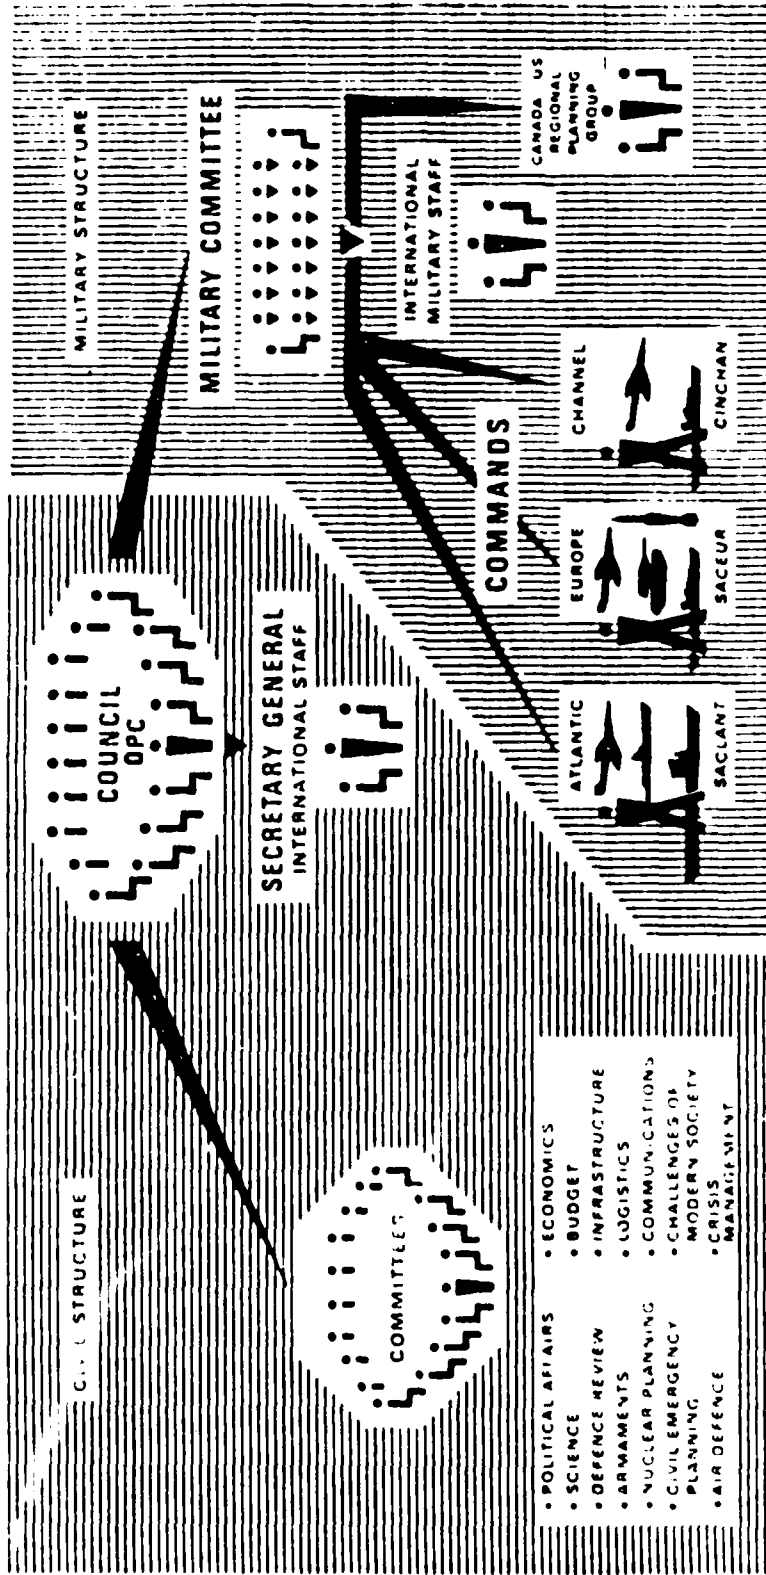 CIVIL STRUCTURE
MILITARY STRUCTURE
COUNCIL
DPC
SECRETARY GENERAL
INTERNATIONAL STAFF
MILITARY COMMITTEE
INTERNATIONAL
MILITARY STAFF
CANADA US
REGIONAL
PLANNING
GROUP
COMMITTEES
COMMANDS
ATLANTIC
SACLANT
EUROPE
SACEUR
CHANNEL
CINCHAN
• POLITICAL AFFAIRS
• SCIENCE
• DEFENCE REVIEW
• ARMAMENTS
• NUCLEAR PLANNING
• CIVIL EMERGENCY
PLANNING
• AIR DEFENCE
• ECONOMICS
• BUDGET
• INFRASTRUCTURE
• LOGISTICS
• COMMUNICATIONS
• CHALLENGES OF
MODERN SOCIETY
• CRISIS
MANAGEMENT